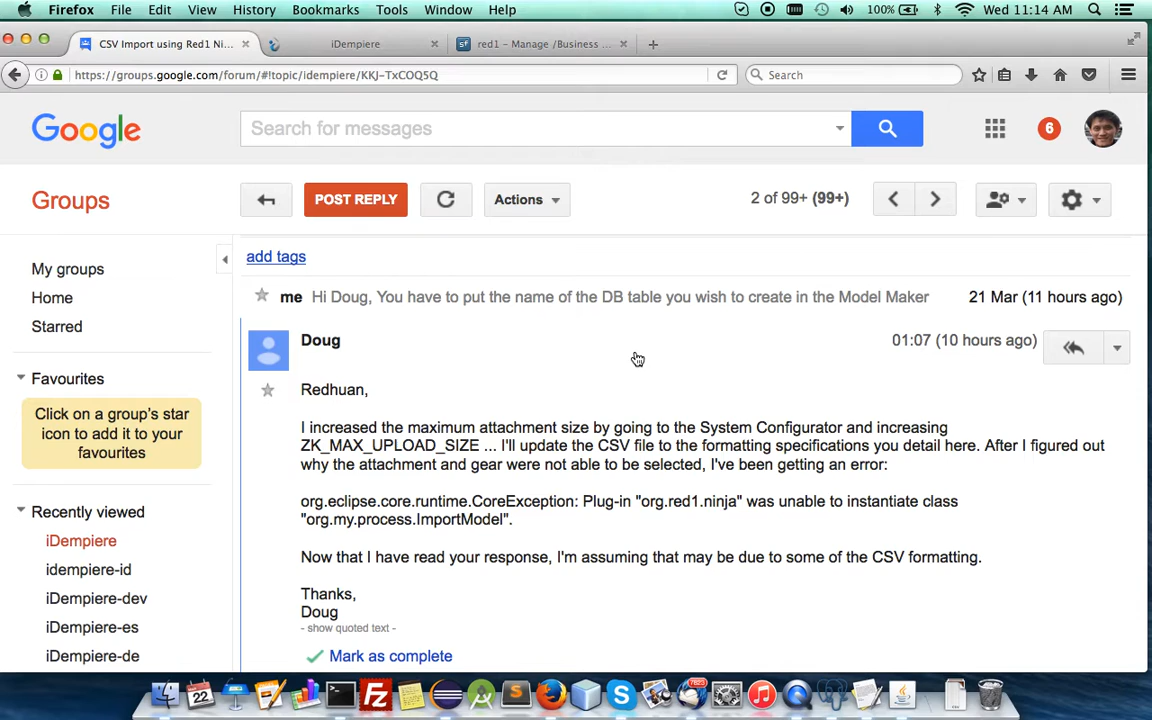 Firefox File Edit View History Bookmarks Tools Window Help 100% Wed 11:14 AM
CSV Import using Red1 Ni... iDempiere sf red1 – Manage /Business ...
https://groups.google.com/forum/#!topic/idempiere/KKJ-TxCOQ5Q Search
Google Search for messages 6
Groups POST REPLY Actions 2 of 99+ (99+)
My groups
Home
Starred
Favourites
Click on a group's star
icon to add it to your
favourites
Recently viewed
iDempiere
idempiere-id
iDempiere-dev
iDempiere-es
iDempiere-de
add tags
me Hi Doug, You have to put the name of the DB table you wish to create in the Model Maker 21 Mar (11 hours ago)
Doug 01:07 (10 hours ago)
Redhuan,
I increased the maximum attachment size by going to the System Configurator and increasing
ZK_MAX_UPLOAD_SIZE ... I'll update the CSV file to the formatting specifications you detail here. After I figured out
why the attachment and gear were not able to be selected, I've been getting an error:
org.eclipse.core.runtime.CoreException: Plug-in "org.red1.ninja" was unable to instantiate class
"org.my.process.ImportModel".
Now that I have read your response, I'm assuming that may be due to some of the CSV formatting.
Thanks,
Doug
- show quoted text -
Mark as complete
22